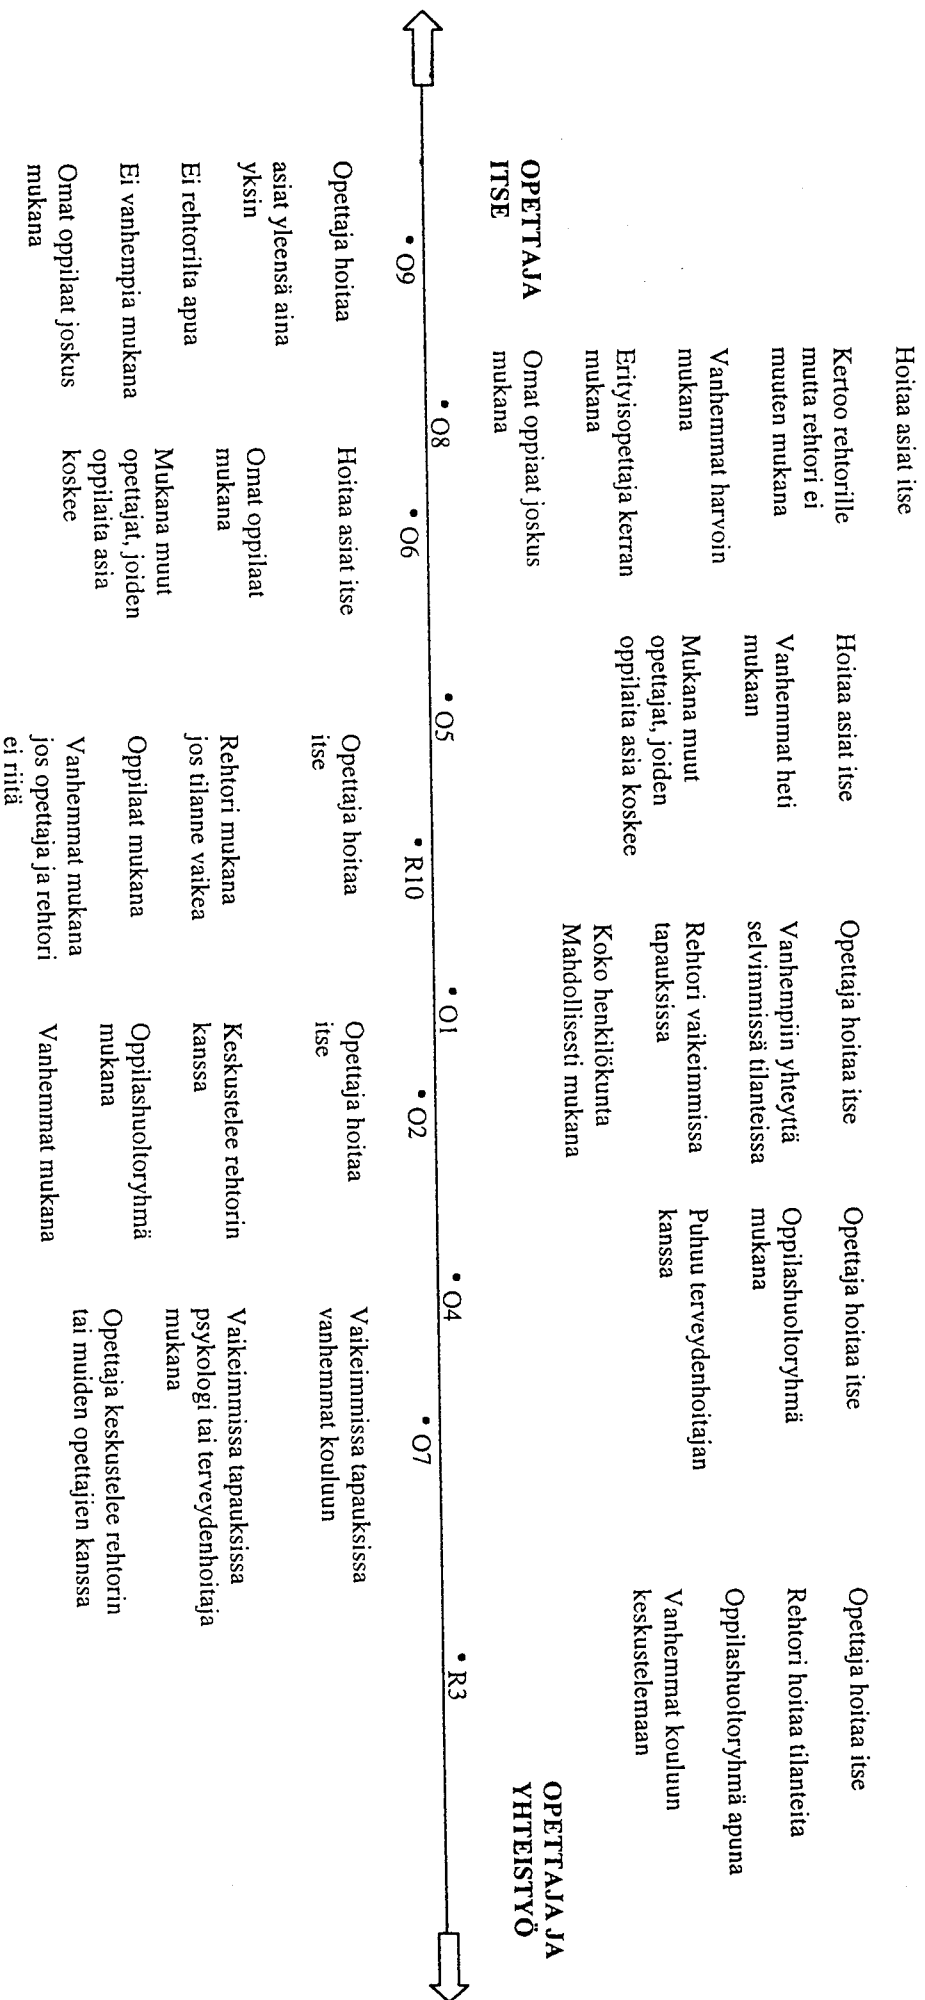 Hoitaa asiat itse
Kertoo rehtorille
mutta rehtori ei
muuten mukana
Vanhemmat harvoin
mukana
Erityisopettaja kerran
mukana
Omat oppiaat joskus
mukana
Hoitaa asiat itse
Vanhemmat heti
mukaan
Mukana muut
opettajat, joiden
oppilaita asia koskee
Opettaja hoitaa itse
Vanhempiin yhteyttä
selvimmissä tilanteissa
Rehtori vaikeimmissa
tapauksissa
Koko henkilökunta
Mahdollisesti mukana
Opettaja hoitaa itse
Oppilashuoltoryhmä
mukana
Puhuu terveydenhoitajan
kanssa
Opettaja hoitaa itse
Rehtori hoitaa tilanteita
Oppilashuoltoryhmä apuna
Vanhemmat kouluun
keskustelemaan
OPETTAJA
ITSE
OPETTAJA JA
YHTEISTYÖ
• O9
• O8
• O6
• O5
• R10
• O1
• O2
• O4
• O7
• R3
Opettaja hoitaa
asiat yleensä aina
yksin
Ei rehtorilta apua
Ei vanhempia mukana
Omat oppilaat joskus
mukana
Hoitaa asiat itse
Omat oppilaat
mukana
Mukana muut
opettajat, joiden
oppilaita asia
koskee
Opettaja hoitaa
itse
Rehtori mukana
jos tilanne vaikea
Oppilaat mukana
Vanhemmat mukana
jos opettaja ja rehtori
ei riitä
Opettaja hoitaa
itse
Keskustelee rehtorin
kanssa
Oppilashuoltoryhmä
mukana
Vanhemmat mukana
Vaikeimmissa tapauksissa
vanhemmat kouluun
Vaikeimmissa tapauksissa
psykologi tai terveydenhoitaja
mukana
Opettaja keskustelee rehtorin
tai muiden opettajien kanssa